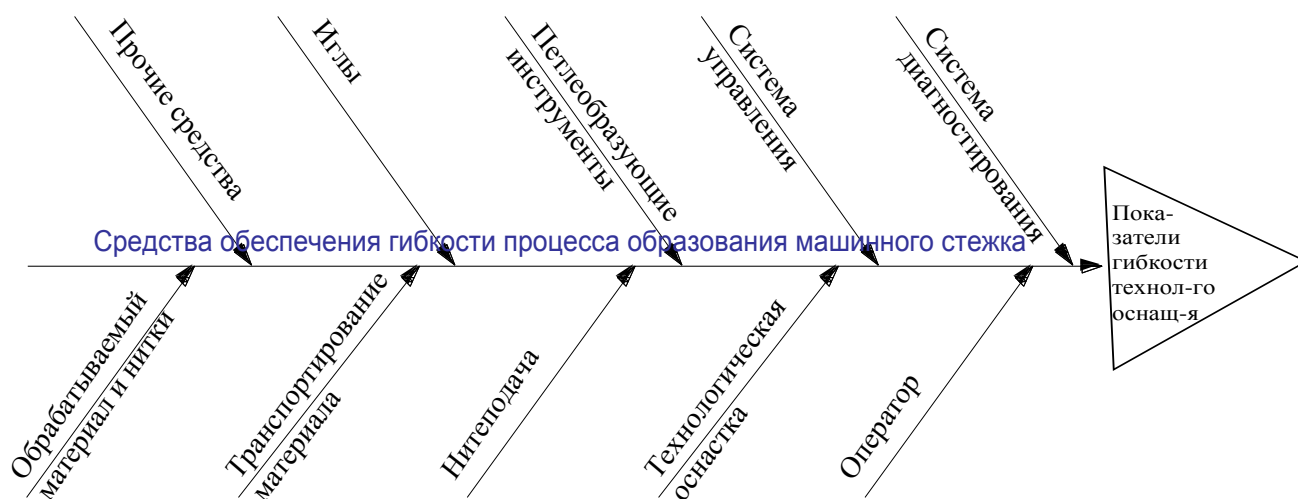 Прочие средства
Иглы
Петлеобразующие
инструменты
Система
управления
Система
диагностирования
Средства обеспечения гибкости процесса образования машинного стежка
Пока-
затели
гибкости
технол-го
оснащ-я
Обрабатываемый
материал и нитки
Транспортирование
материала
Нитеподача
Технологическая
оснастка
Оператор